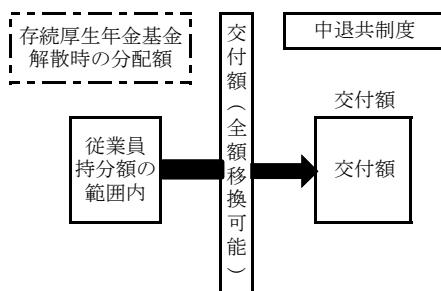 存続厚生年金基金
解散時の分配額
交付額（全額移換可能）
中退共制度
交付額
従業員
持分額の
範囲内
交付額